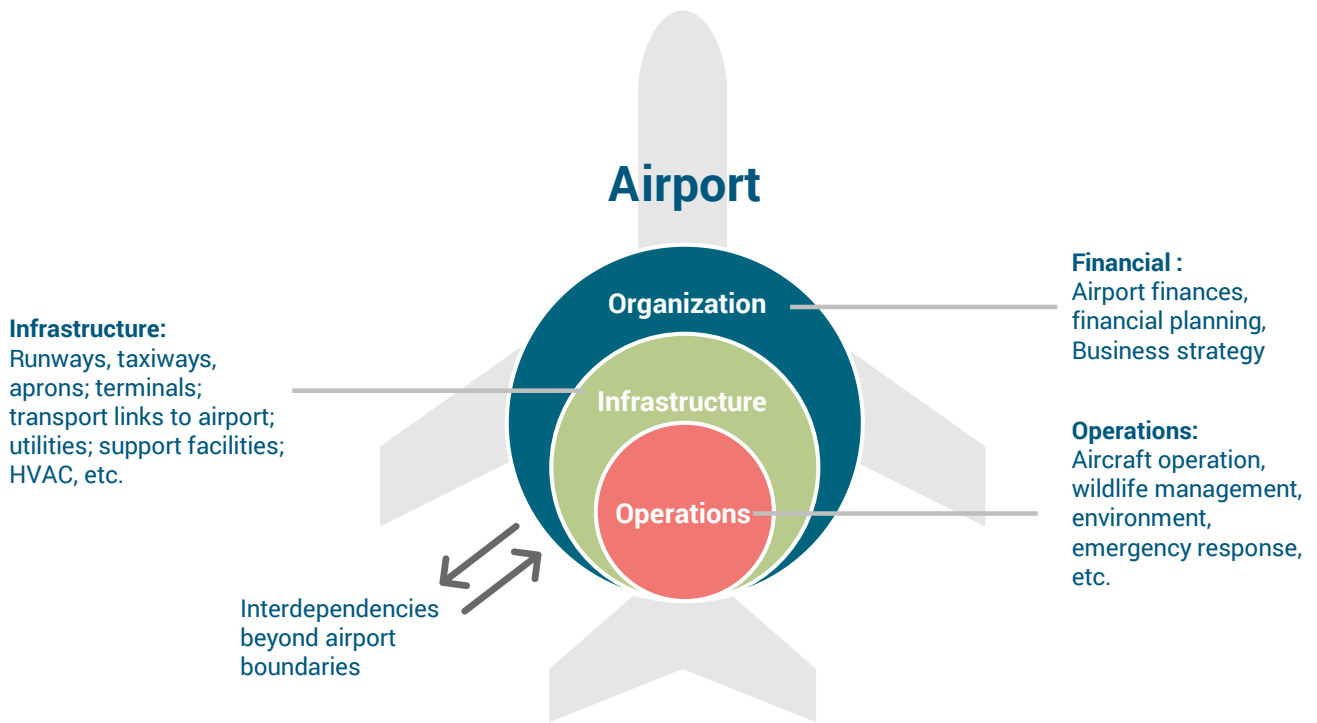 Airport
Organization
Infrastructure
Operations
Infrastructure:
Runways, taxiways,
aprons; terminals;
transport links to airport;
utilities; support facilities;
HVAC, etc.
Interdependencies
beyond airport
boundaries
Financial :
Airport finances,
financial planning,
Business strategy
Operations:
Aircraft operation,
wildlife management,
environment,
emergency response,
etc.